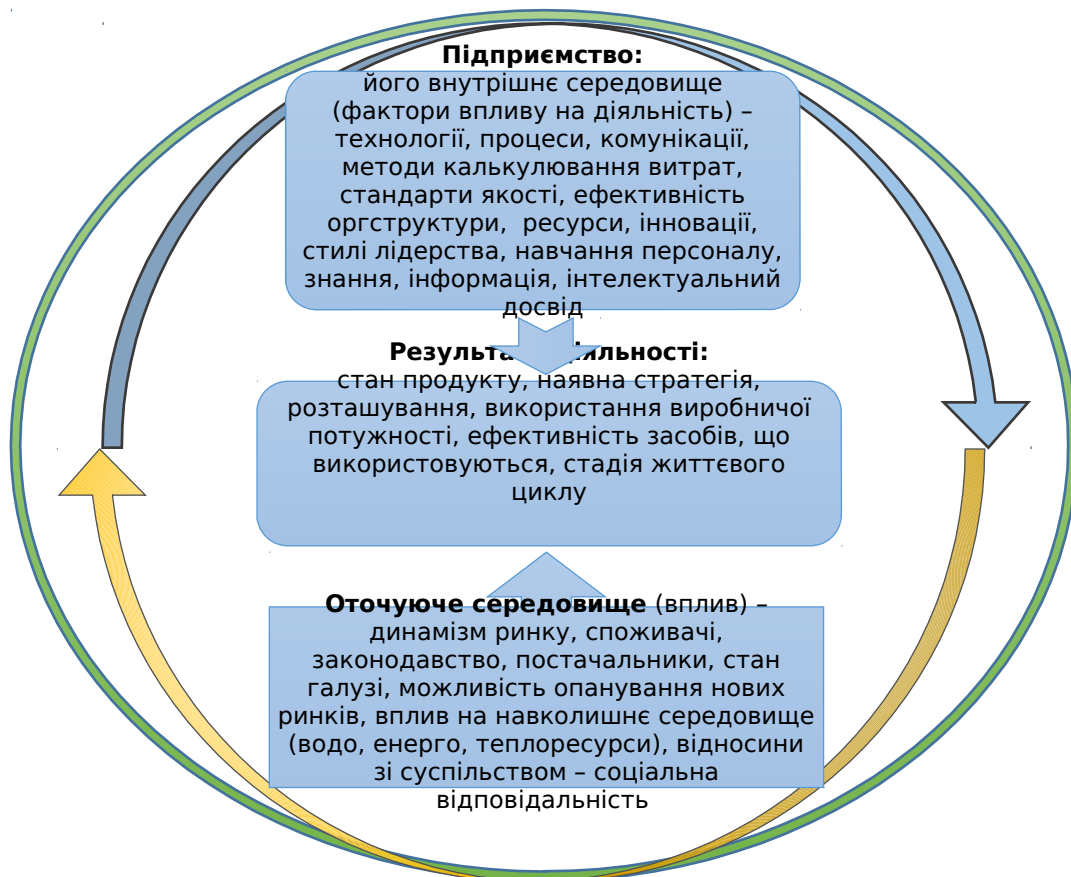 Підприємство:
його внутрішнє середовище
(фактори впливу на діяльність) –
технології, процеси, комунікації,
методи калькулювання витрат,
стандарти якості, ефективність
оргструктури,  ресурси, інновації,
стилі лідерства, навчання персоналу,
знання, інформація, інтелектуальний
досвід
стан продукту, наявна стратегія,
розташування, використання виробничої
потужності, ефективність засобів, що
використовуються, стадія життєвого
циклу
Оточуюче середовище (вплив) –
динамізм ринку, споживачі,
законодавство, постачальники, стан
галузі, можливість опанування нових
ринків, вплив на навколишнє середовище
(водо, енерго, теплоресурси), відносини
зі суспільством – соціальна
відповідальність